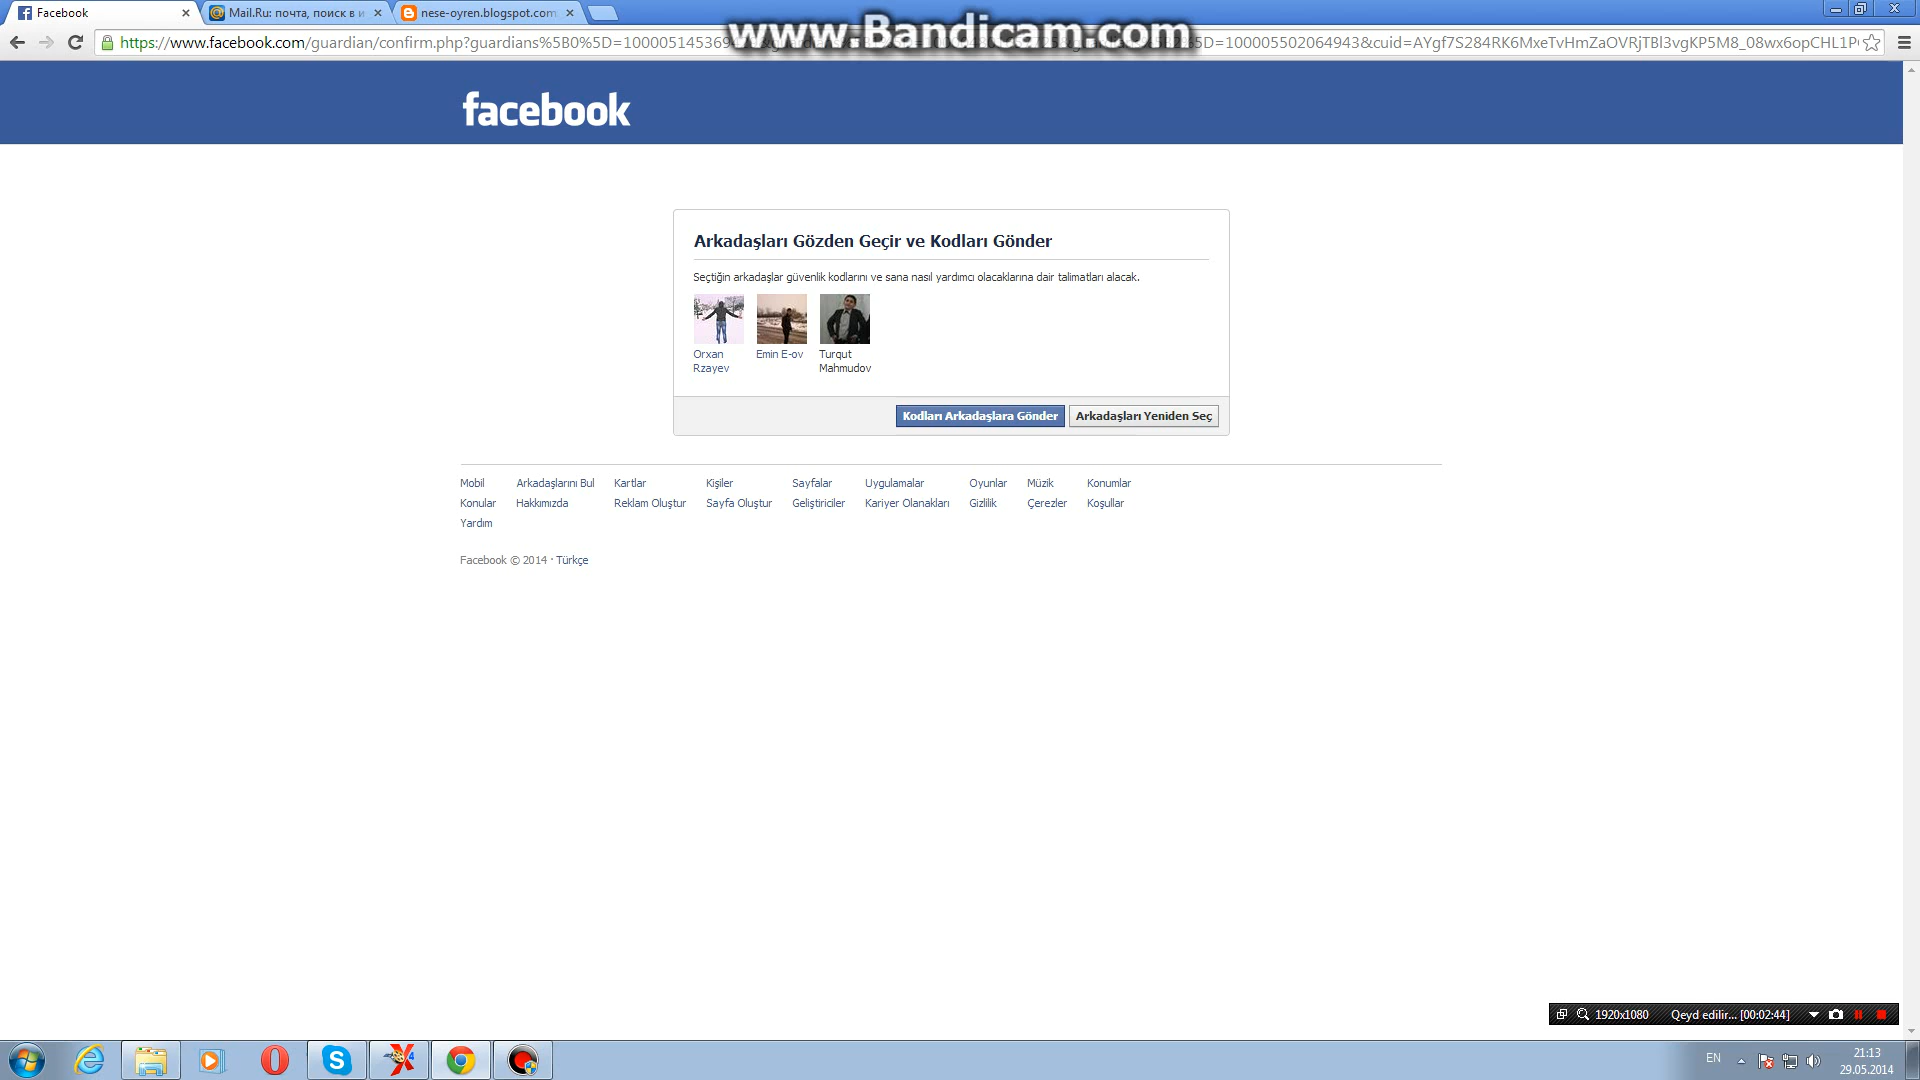 Facebook
Mail.Ru: почта, поиск в и
nese-oyren.blogspot.com
www.Bandicam.com
https://www.facebook.com/guardian/confirm.php?guardians%5B0%5D=10000514536
D=100005502064943&cuid=AYgf7S284RK6MxeTvHmZaOVRjTBl3vgKP5M8_08wx6opCHL1P
facebook
Arkadaşları Gözden Geçir ve Kodları Gönder
Seçtiğin arkadaşlar güvenlik kodlarını ve sana nasıl yardımcı olacaklarına dair talimatları alacak.
Orxan Emin E-ov Turqut
Rzayev Mahmudov
Kodları Arkadaşlara Gönder Arkadaşları Yeniden Seç
Mobil Arkadaşlarını Bul Kartlar Kişiler Sayfalar Uygulamalar Oyunlar Müzik Konumlar
Konular Hakkımızda Reklam Oluştur Sayfa Oluştur Geliştiriciler Kariyer Olanakları Gizlilik Çerezler Koşullar
Yardım
Facebook © 2014 · Türkçe
1920x1080 Qeyd edilir... [00:02:44]
EN
21:13
29.05.2014